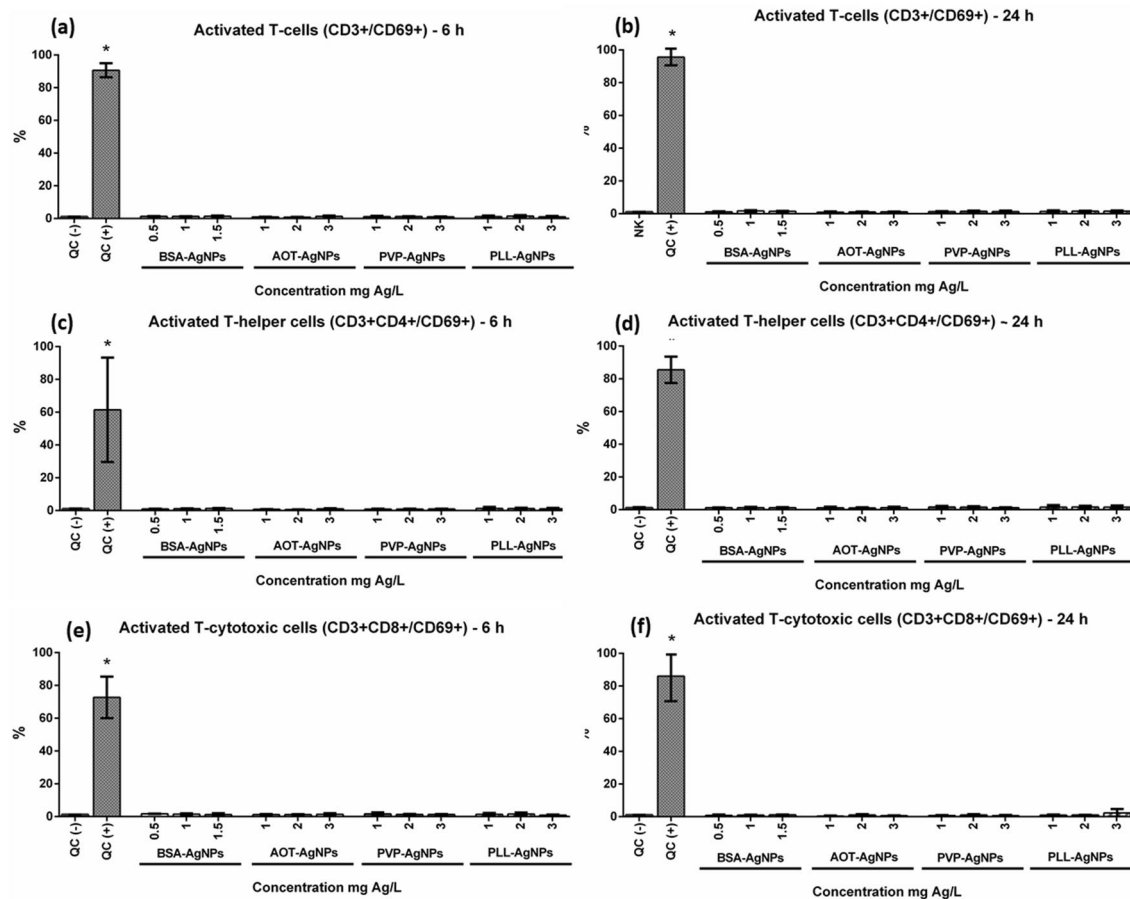 (a) Activated T-cells (CD3+/CD69+) - 6 h
*
100
80
60
40
20
0
%
QC (-) QC (+) 0.5 1 1.5 1 2 3 1 2 3 1 2 3
BSA-AgNPs AOT-AgNPs PVP-AgNPs PLL-AgNPs
Concentration mg Ag/L
(b) Activated T-cells (CD3+/CD69+) - 24 h
*
100
80
60
40
20
0
%
NK QC (+) 0.5 1 1.5 1 2 3 1 2 3 1 2 3
BSA-AgNPs AOT-AgNPs PVP-AgNPs PLL-AgNPs
Concentration mg Ag/L
(c) Activated T-helper cells (CD3+CD4+/CD69+) - 6 h
*
100
80
60
40
20
0
%
QC (-) QC (+) 0.5 1 1.5 1 2 3 1 2 3 1 2 3
BSA-AgNPs AOT-AgNPs PVP-AgNPs PLL-AgNPs
Concentration mg Ag/L
(d) Activated T-helper cells (CD3+CD4+/CD69+) - 24 h
100
80
60
40
20
0
%
QC (-) QC (+) 0.5 1 1.5 1 2 3 1 2 3 1 2 3
BSA-AgNPs AOT-AgNPs PVP-AgNPs PLL-AgNPs
Concentration mg Ag/L
(e) Activated T-cytotoxic cells (CD3+CD8+/CD69+) - 6 h
*
100
80
60
40
20
0
%
QC (-) QC (+) 0.5 1 1.5 1 2 3 1 2 3 1 2 3
BSA-AgNPs AOT-AgNPs PVP-AgNPs PLL-AgNPs
Concentration mg Ag/L
(f) Activated T-cytotoxic cells (CD3+CD8+/CD69+) - 24 h
*
100
80
60
40
20
0
%
QC (-) QC (+) 0.5 1 1.5 1 2 3 1 2 3 1 2 3
BSA-AgNPs AOT-AgNPs PVP-AgNPs PLL-AgNPs
Concentration mg Ag/L